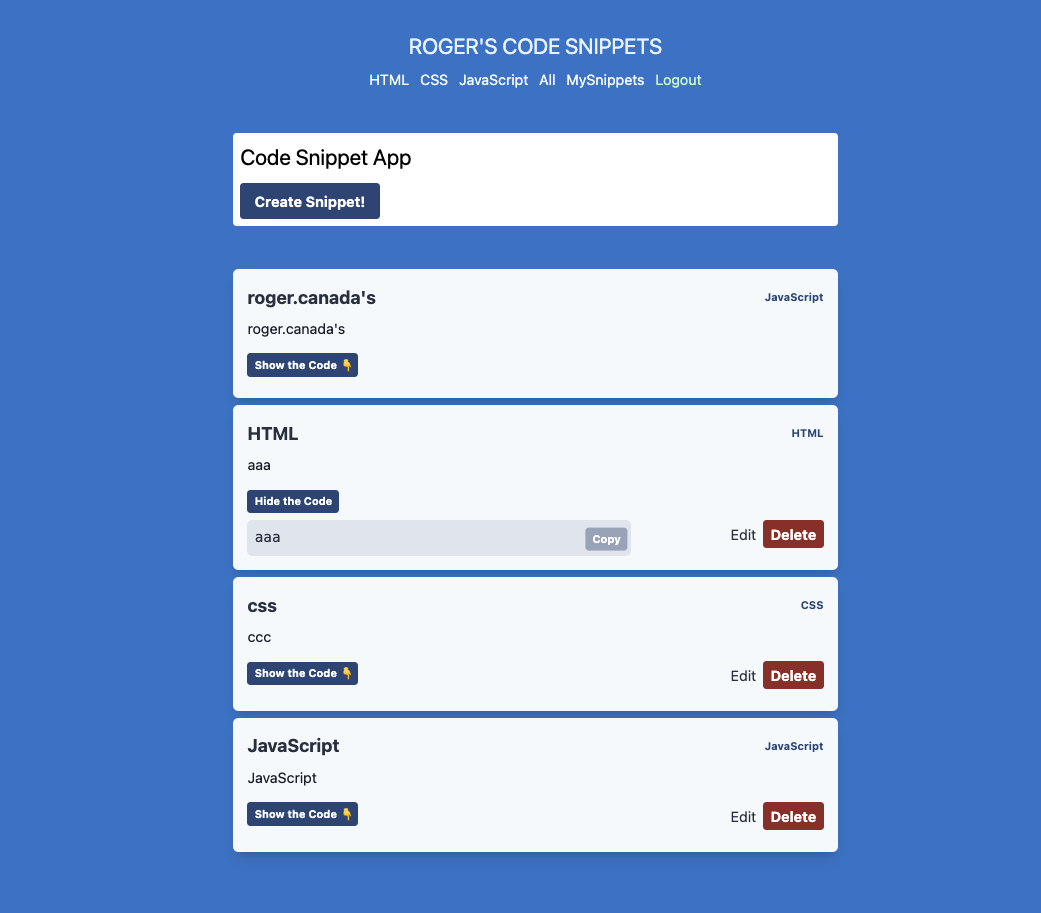 ROGER'S CODE SNIPPETS
HTML CSS JavaScript All MySnippets Logout
Code Snippet App
Create Snippet!
roger.canada's JavaScript
roger.canada's
Show the Code 👇
HTML HTML
aaa
Hide the Code
aaa Copy Edit Delete
css CSS
ccc
Show the Code 👇 Edit Delete
JavaScript JavaScript
JavaScript
Show the Code 👇 Edit Delete